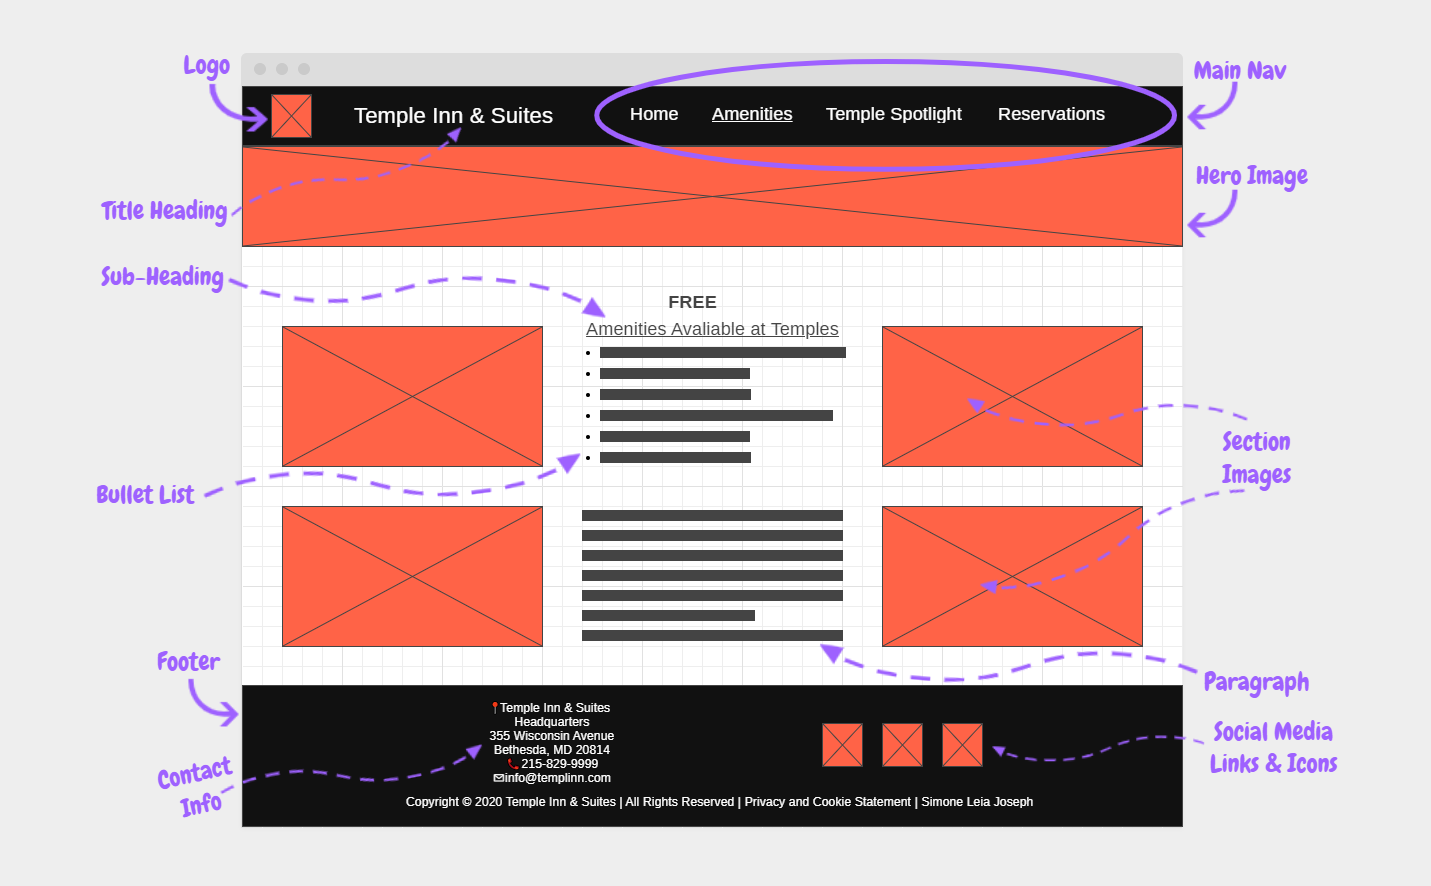 Logo
Main Nav
Temple Inn & Suites
Home Amenities Temple Spotlight Reservations
Hero Image
Title Heading
Sub-Heading
FREE
Amenities Avaliable at Temples
Section
Images
Bullet List
Footer
Paragraph
📍Temple Inn & Suites
Headquarters
355 Wisconsin Avenue
Bethesda, MD 20814
📞215-829-9999
✉info@templinn.com
Social Media
Links & Icons
Contact
Info
Copyright © 2020 Temple Inn & Suites | All Rights Reserved | Privacy and Cookie Statement | Simone Leia Joseph